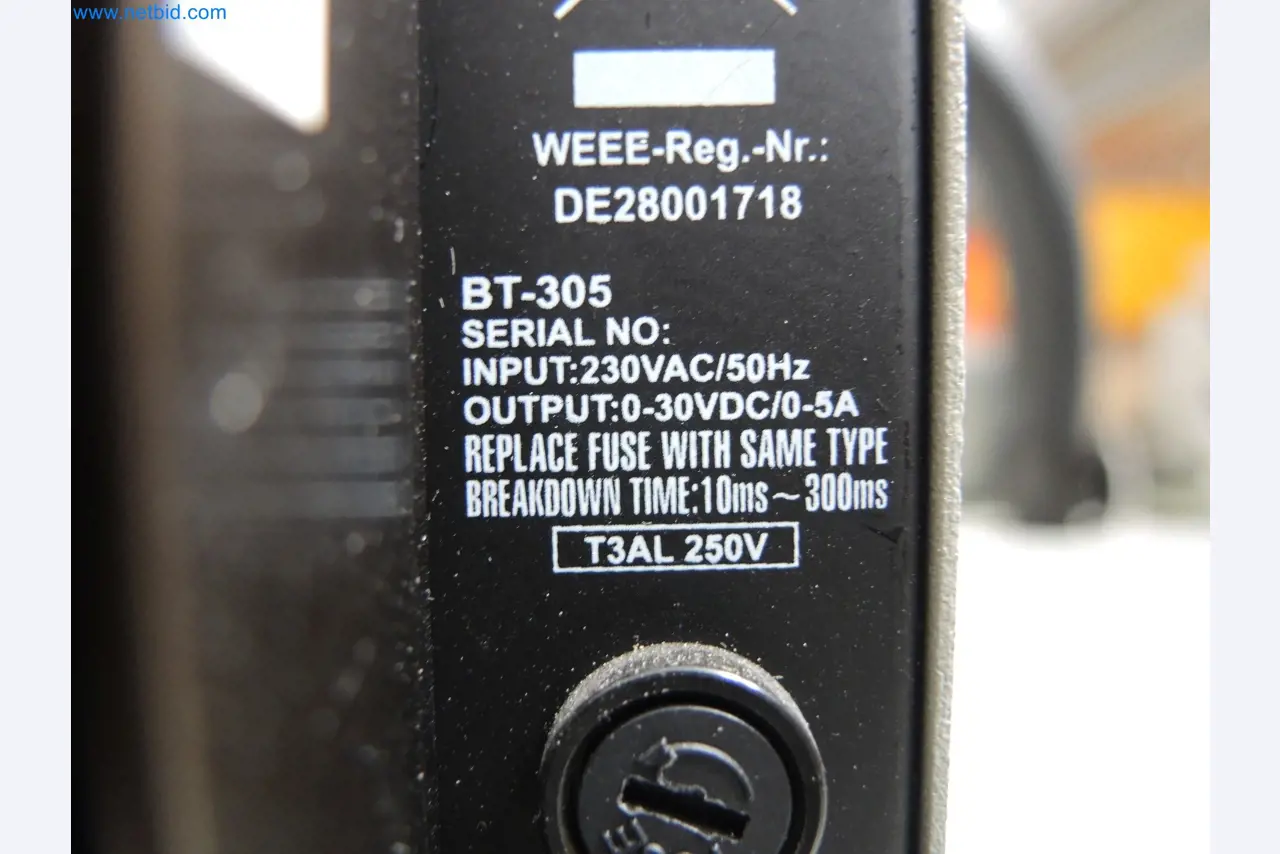 www.netbid.com
WEEE-Reg.-Nr.:
DE28001718
BT-305
SERIAL NO:
INPUT:230VAC/50Hz
OUTPUT:0-30VDC/0-5A
REPLACE FUSE WITH SAME TYPE
BREAKDOWN TIME:10ms~300ms
T3AL 250V